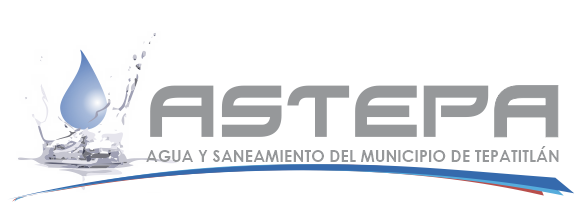 ASTEPA
AGUA Y SANEAMIENTO DEL MUNICIPIO DE TEPATITLÁN